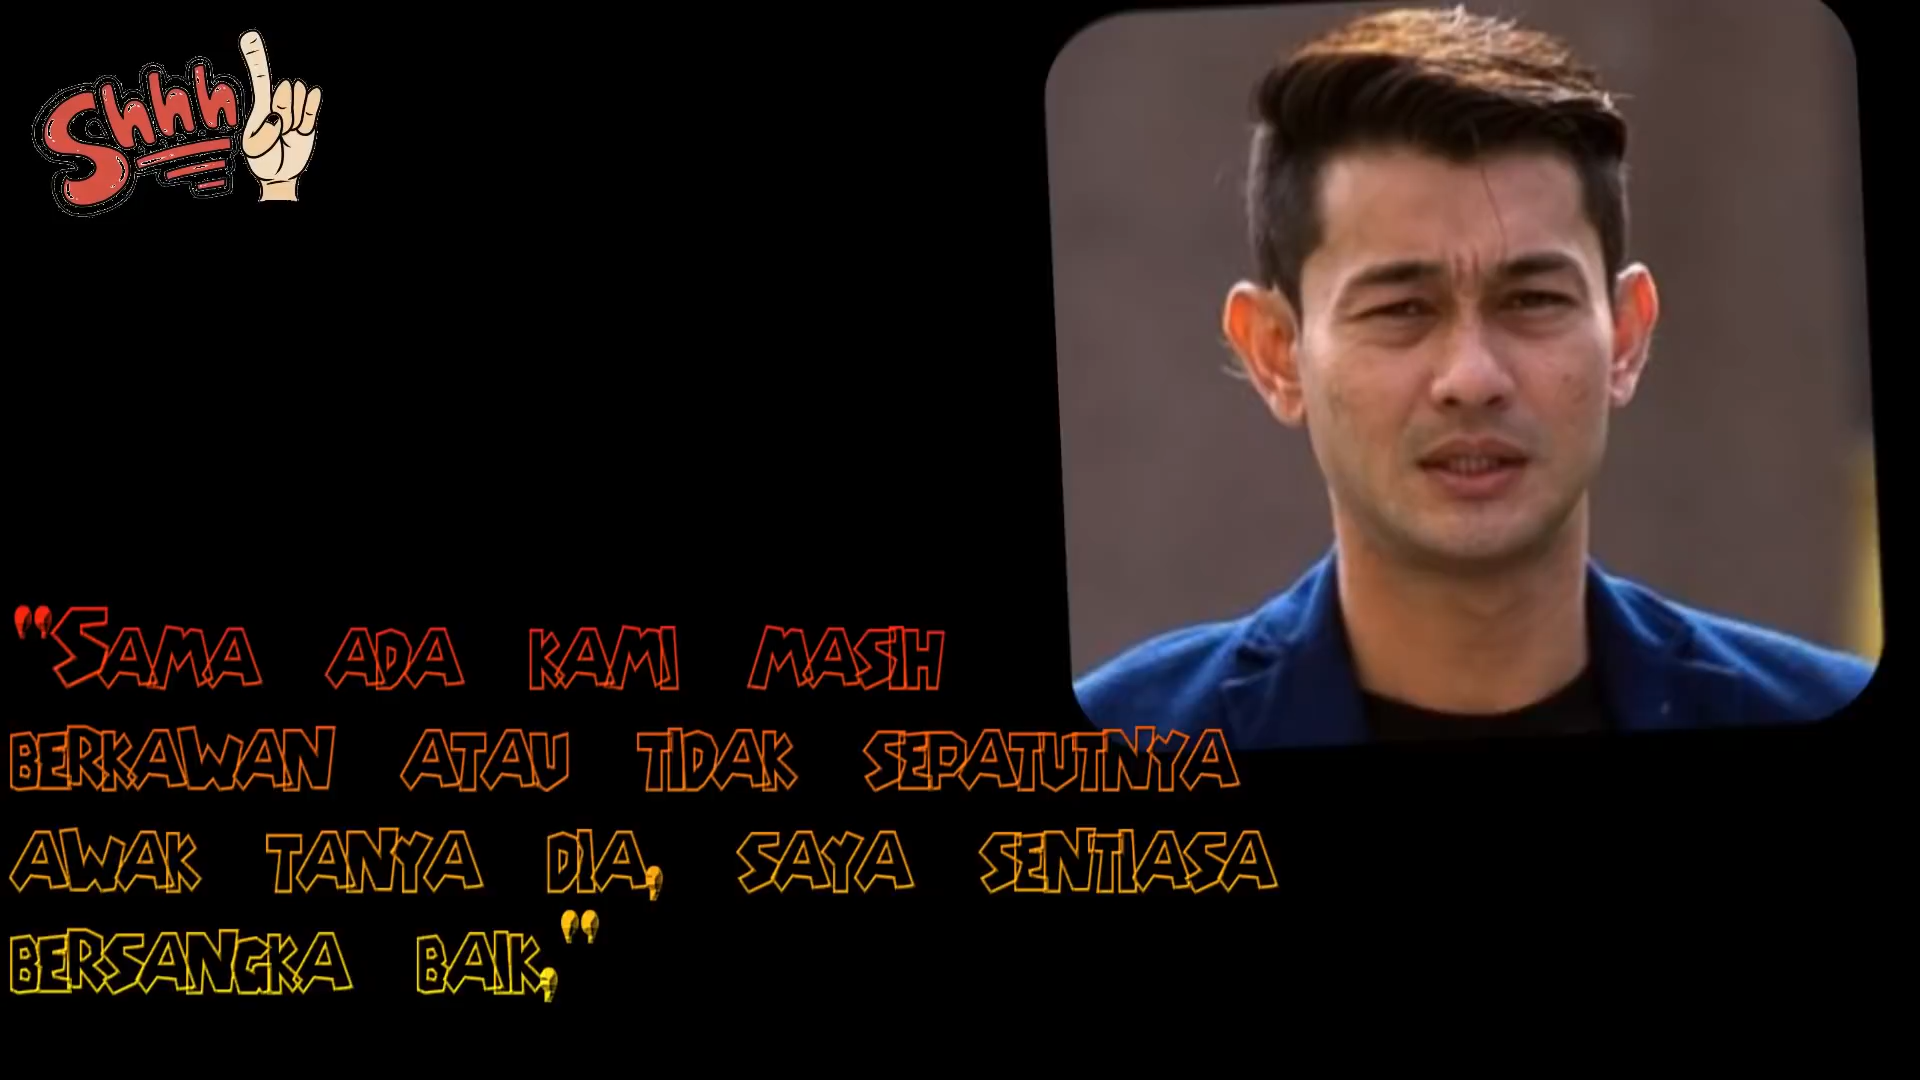 Shhh
"SAMA ADA KAMI MASIH
BERKAWAN ATAU TIDAK SEPATUTNYA
AWAK TANYA DIA, SAYA SENTIASA
BERSANGKA BAIK,"